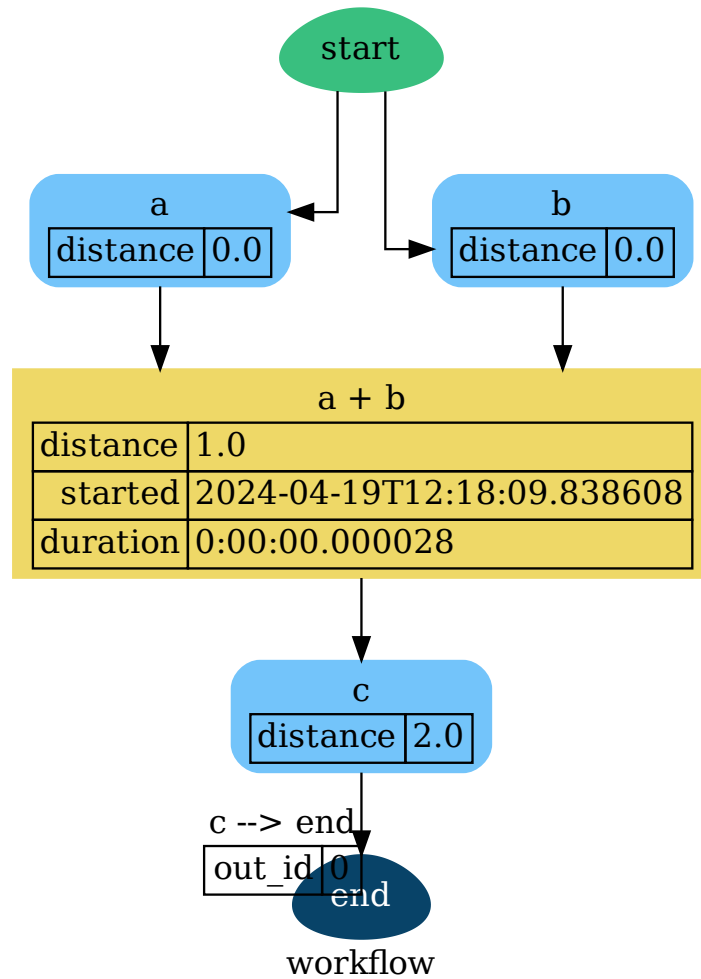 start
a
distance 0.0
b
distance 0.0
a + b
distance 1.0
started 2024-04-19T12:18:09.838608
duration 0:00:00.000028
c
distance 2.0
c --> end
out_id 0
end
workflow